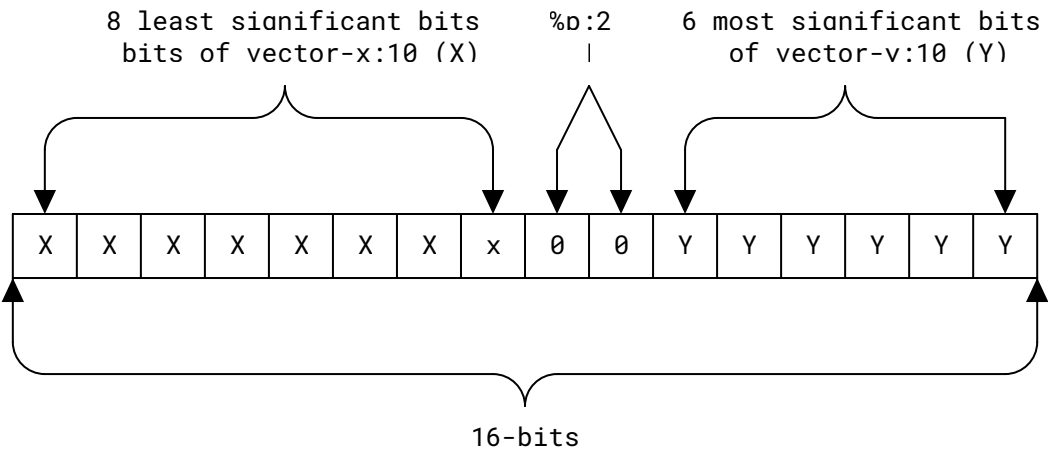 8 least significant bits
bits of vector-x:10 (X)
%p:2
|
6 most significant bits
of vector-y:10 (Y)
X X X X X X X x 0 0 Y Y Y Y Y Y
16-bits